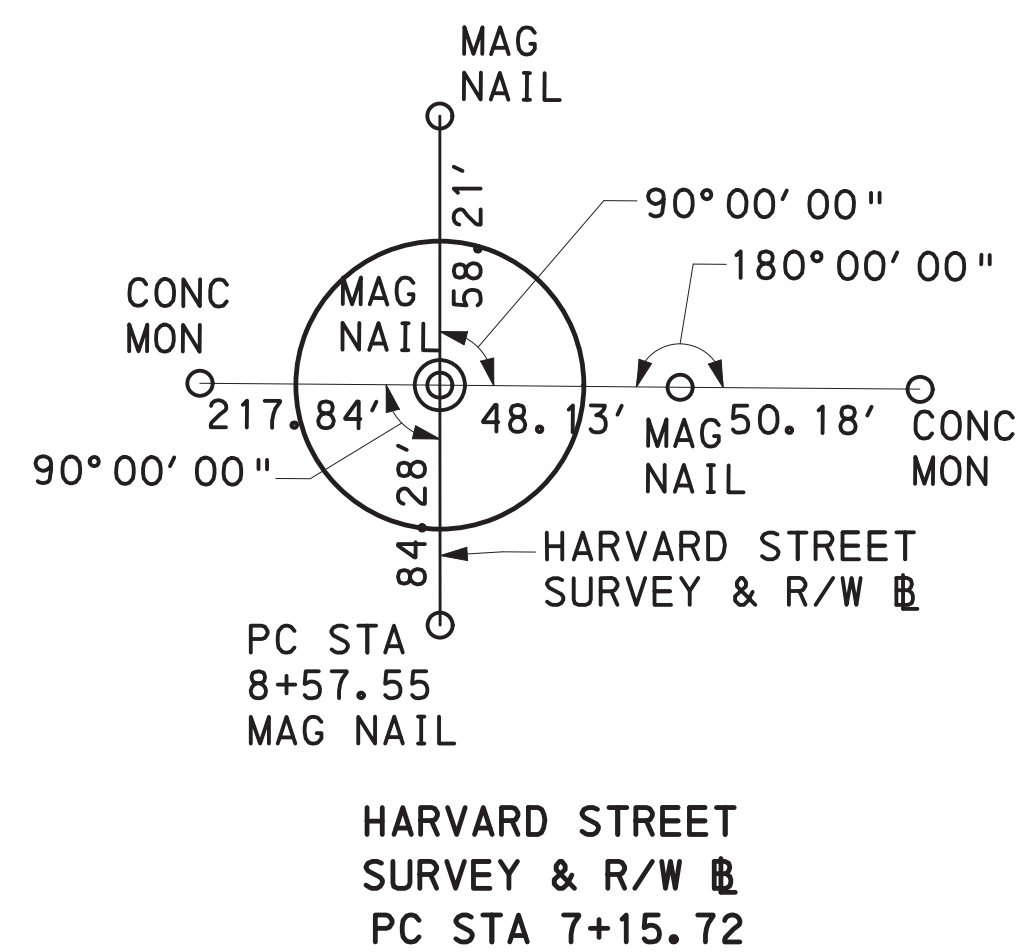 MAG
NAIL
58.21'
90°00'00"
180°00'00"
CONC
MON
MAG
NAIL
217.84'
48.13'
MAG
NAIL
50.18'
CONC
MON
90°00'00"
84.28'
HARVARD STREET
SURVEY & R/W BL
PC STA
8+57.55
MAG NAIL
HARVARD STREET
SURVEY & R/W BL
PC STA 7+15.72